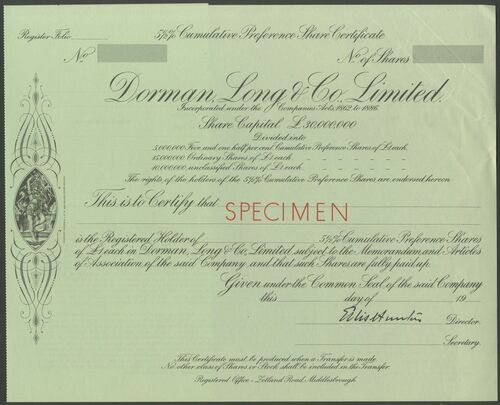 Register Folio
5½% Cumulative Preference Share Certificate
No
No of Shares
Dorman, Long & Co., Limited.
Incorporated under the Companies Acts, 1862 to 1886.
Share Capital £30,000,000
Divided into
5,000,000 Five and one half per cent Cumulative Preference Shares of £1 each.
15,000,000 Ordinary Shares of £1 each
10,000,000 unclassified Shares of £1 each
The rights of the holders of the 5½% Cumulative Preference Shares are endorsed hereon
This is to Certify that
SPECIMEN
is the Registered Holder of 5½% Cumulative Preference Shares
of £1 each in Dorman, Long & Co, Limited, subject to the Memorandum and Articles
of Association of the said Company and that such Shares are fully paid up.
Given under the Common Seal of the said Company
this day of 19
Ellis Hunter Director.
Secretary.
This Certificate must be produced when a Transfer is made
No other class of Shares or Stock shall be included in the Transfer
Registered Office - Zetland Road, Middlesbrough.